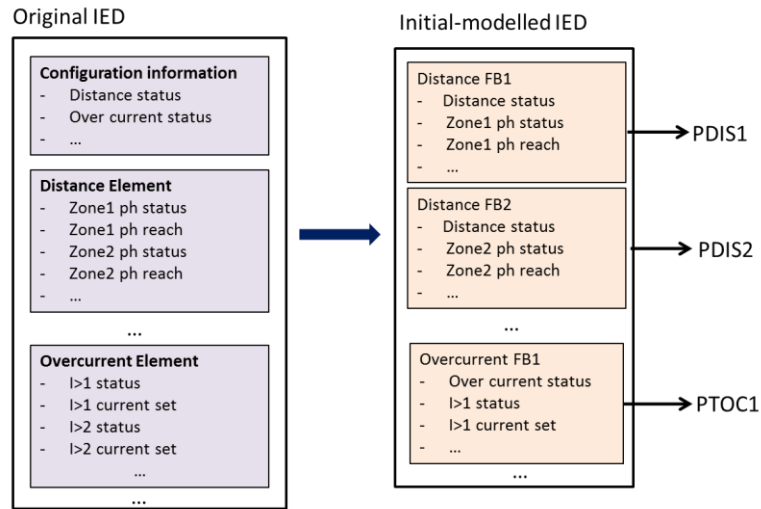 Original IED
Configuration information
- Distance status
- Over current status
- ...
Distance Element
- Zone1 ph status
- Zone1 ph reach
- Zone2 ph status
- Zone2 ph reach
- ...
...
Overcurrent Element
- I>1 status
- I>1 current set
- I>2 status
- I>2 current set
...
...
Initial-modelled IED
Distance FB1
- Distance status
- Zone1 ph status
- Zone1 ph reach
- ...
PDIS1
Distance FB2
- Distance status
- Zone2 ph status
- Zone2 ph reach
- ...
PDIS2
...
Overcurrent FB1
- Over current status
- I>1 status
- I>1 current set
- ...
PTOC1
...